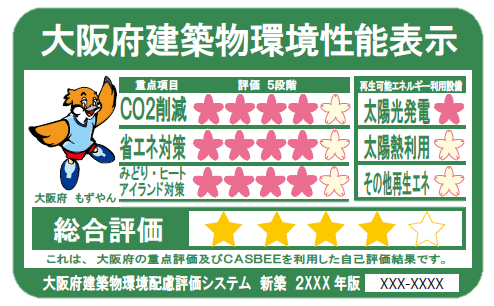 大阪府建築物環境性能表示
重点項目 評価 5段階
CO2削減
省エネ対策
みどり・ヒート
アイランド対策
再生可能エネルギー利用設備
太陽光発電
太陽熱利用
その他再生エネ
大阪府 もずやん
総合評価
これは、大阪府の重点評価及びCASBEEを利用した自己評価結果です。
大阪府建築物環境配慮評価システム 新築 2XXX年版 XXX-XXXX